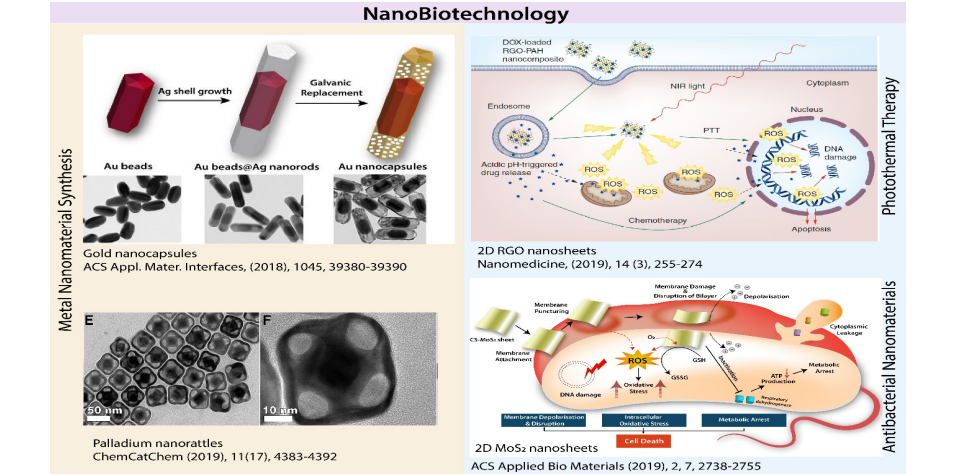 NanoBiotechnology
Metal Nanomaterial Synthesis
Ag shell growth
Galvanic
Replacement
Au beads
Au beads@Ag nanorods
Au nanocapsules
Gold nanocapsules
ACS Appl. Mater. Interfaces, (2018), 1045, 39380-39390
E
50 nm
F
10 nm
Palladium nanorattles
ChemCatChem (2019), 11(17), 4383-4392
Photothermal Therapy
DOX-loaded
RGO-PAH
nanocomposite
NIR light
Cytoplasm
Endosome
Nucleus
PTT
ROS
DNA
damage
ROS
Acidic pH-triggered
drug release
ROS
ROS
ROS
ROS
ROS
ROS
Chemotherapy
Apoptosis
2D RGO nanosheets
Nanomedicine, (2019), 14 (3), 255-274
Antibacterial Nanomaterials
Membrane Damage
&
Disruption of Bilayer
Depolarisation
Membrane
Puncturing
Cytoplasmic
Leakage
CS-MoS₂ sheet
Membrane
Attachment
O₂
ROS
GSH
GSSG
Inactivation
Metabolic
Arrest
ATP
Production
DNA damage
Oxidative
Stress
Respiratory
dehydrogenase
Membrane Depolarisation
& Disruption
Intracellular
Oxidative Stress
Metabolic Arrest
Cell Death
2D MoS₂ nanosheets
ACS Applied Bio Materials (2019), 2, 7, 2738-2755